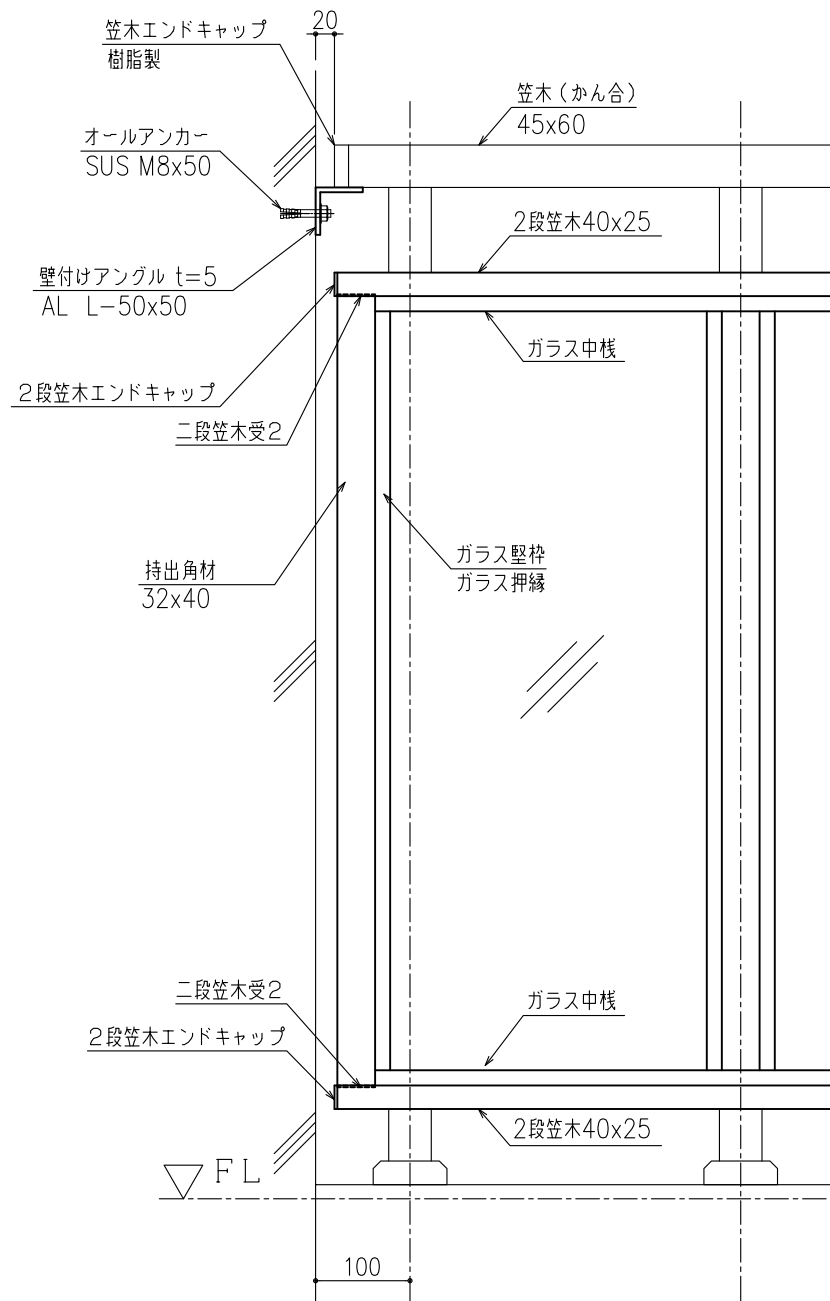 20
笠木エンドキャップ
樹脂製
笠木(かん合)
45x60
オールアンカー
SUS M8x50
2段笠木40x25
壁付けアングル t=5
AL L-50x50
ガラス中桟
2段笠木エンドキャップ
二段笠木受2
ガラス堅枠
ガラス押縁
持出角材
32x40
二段笠木受2
ガラス中桟
2段笠木エンドキャップ
2段笠木40x25
FL
100